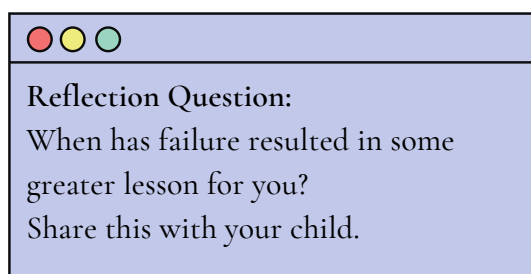 Reflection Question:
When has failure resulted in some
greater lesson for you?
Share this with your child.